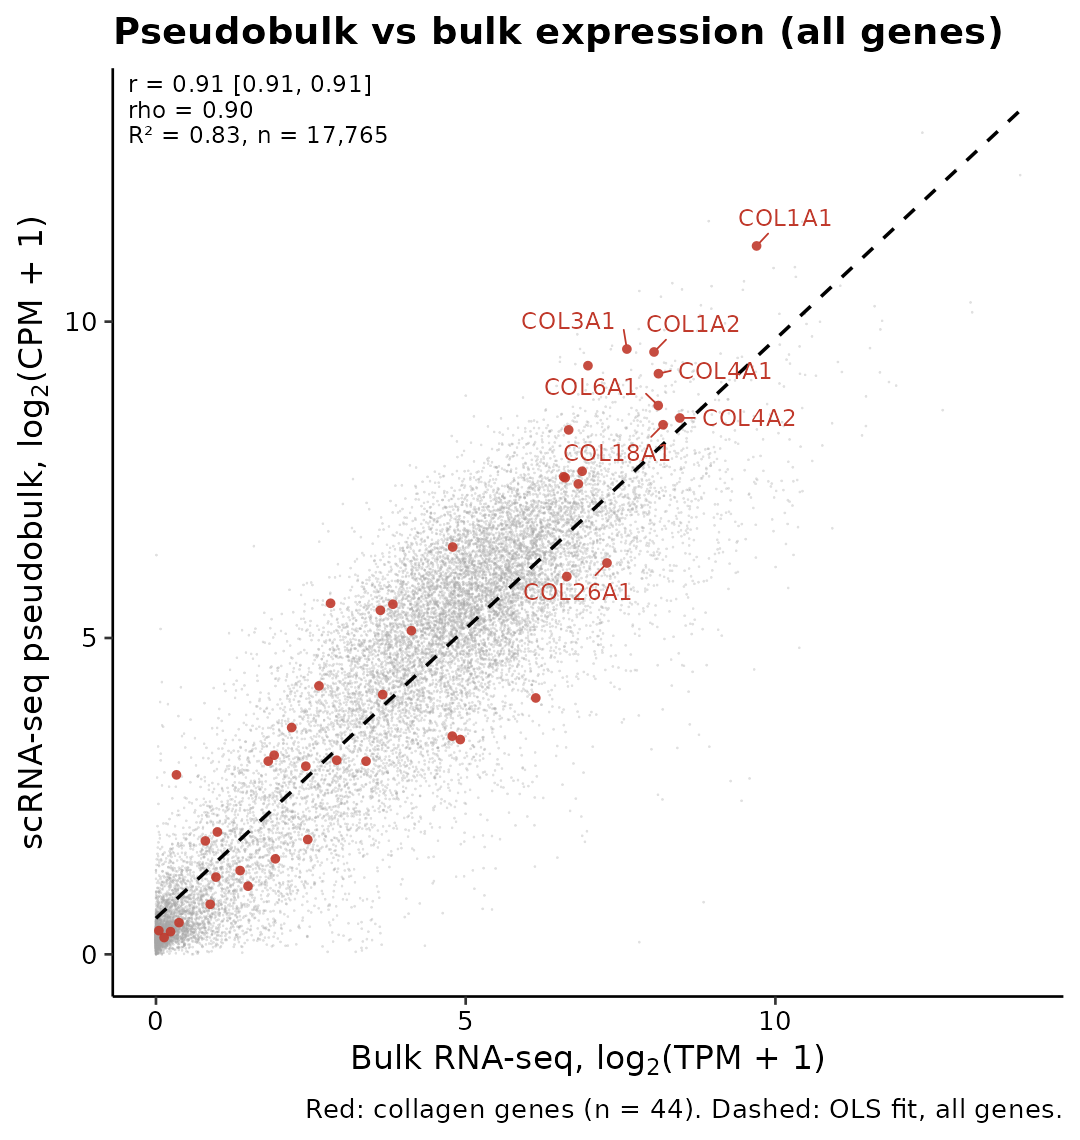 Pseudobulk vs bulk expression (all genes)
r = 0.91 [0.91, 0.91]
rho = 0.90
R² = 0.83, n = 17,765
COL1A1
COL3A1
COL1A2
COL4A1
COL6A1
COL4A2
COL18A1
COL26A1
scRNA-seq pseudobulk, log₂(CPM + 1)
10
5
0
0
5
10
Bulk RNA-seq, log₂(TPM + 1)
Red: collagen genes (n = 44). Dashed: OLS fit, all genes.